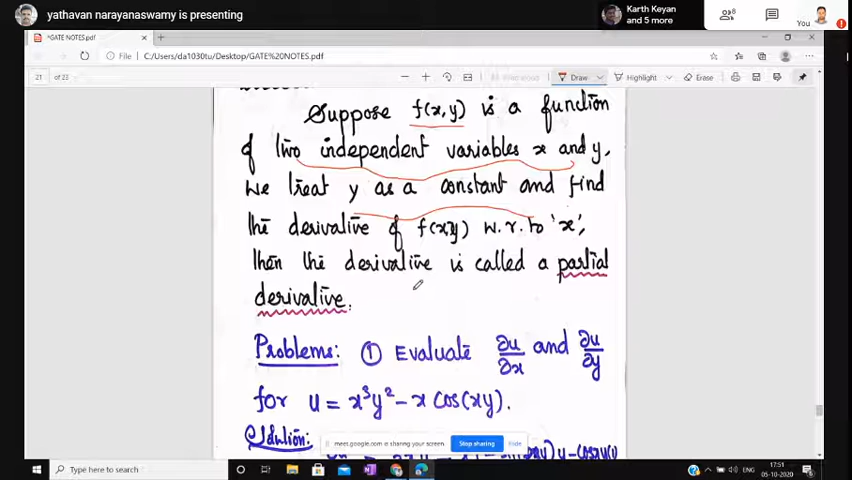 yathavan narayanaswamy is presenting
Karth Keyan
and 5 more
8
You
*GATE NOTES.pdf
File
C:/Users/da1030tu/Desktop/GATE%20NOTES.pdf
21 of 23
Draw
Highlight
Erase
Suppose f(x,y) is a function
of two independent variables x and y,
we treat y as a constant and find
the derivative of f(x,y) w.r.to 'x',
then the derivative is called a partial
derivative.
Problems: ① Evaluate ∂u/∂x and ∂u/∂y
for u = x³y² - x Cos(xy).
Solution:
meet.google.com is sharing your screen.
Stop sharing
Hide
Type here to search
17:51
05-10-2020